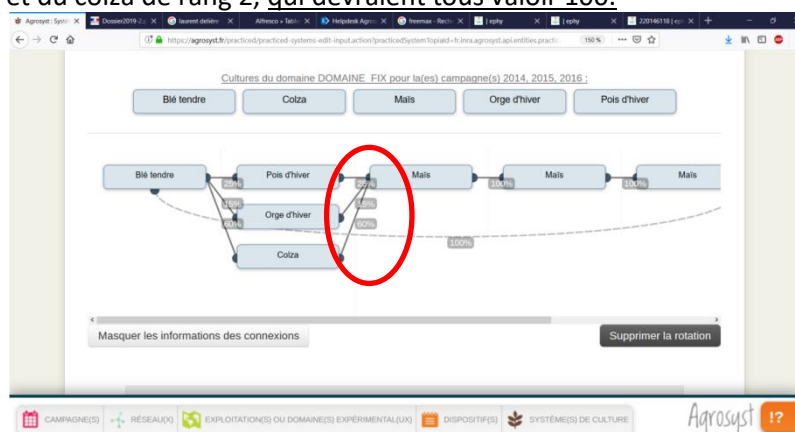 et du colza de rang 2, qui devraient tous valoir 100.
Agrosyst : Systè
Dossier2019-2.
laurent delière
Alfresco » Table
Helpdesk Agro
freemax - Rech
| ephy
| ephy
220146118 | ep
https://agrosyst.fr/practiced/practiced-systems-edit-input.action?practicedSystemTopiaId=fr.inra.agrosyst.api.entities.practic
150 %
Cultures du domaine DOMAINE_FIX pour la(es) campagne(s) 2014, 2015, 2016 :
Blé tendre Colza Maïs Orge d'hiver Pois d'hiver
Blé tendre Pois d'hiver Maïs Maïs Maïs
25% 25% 100% 100%
15% 15%
Orge d'hiver
60% 60%
100%
Colza
Masquer les informations des connexions
Supprimer la rotation
CAMPAGNE(S) RÉSEAU(X) EXPLOITATION(S) OU DOMAINE(S) EXPÉRIMENTAL(UX) DISPOSITIF(S) SYSTÈME(S) DE CULTURE
Agrosyst !?